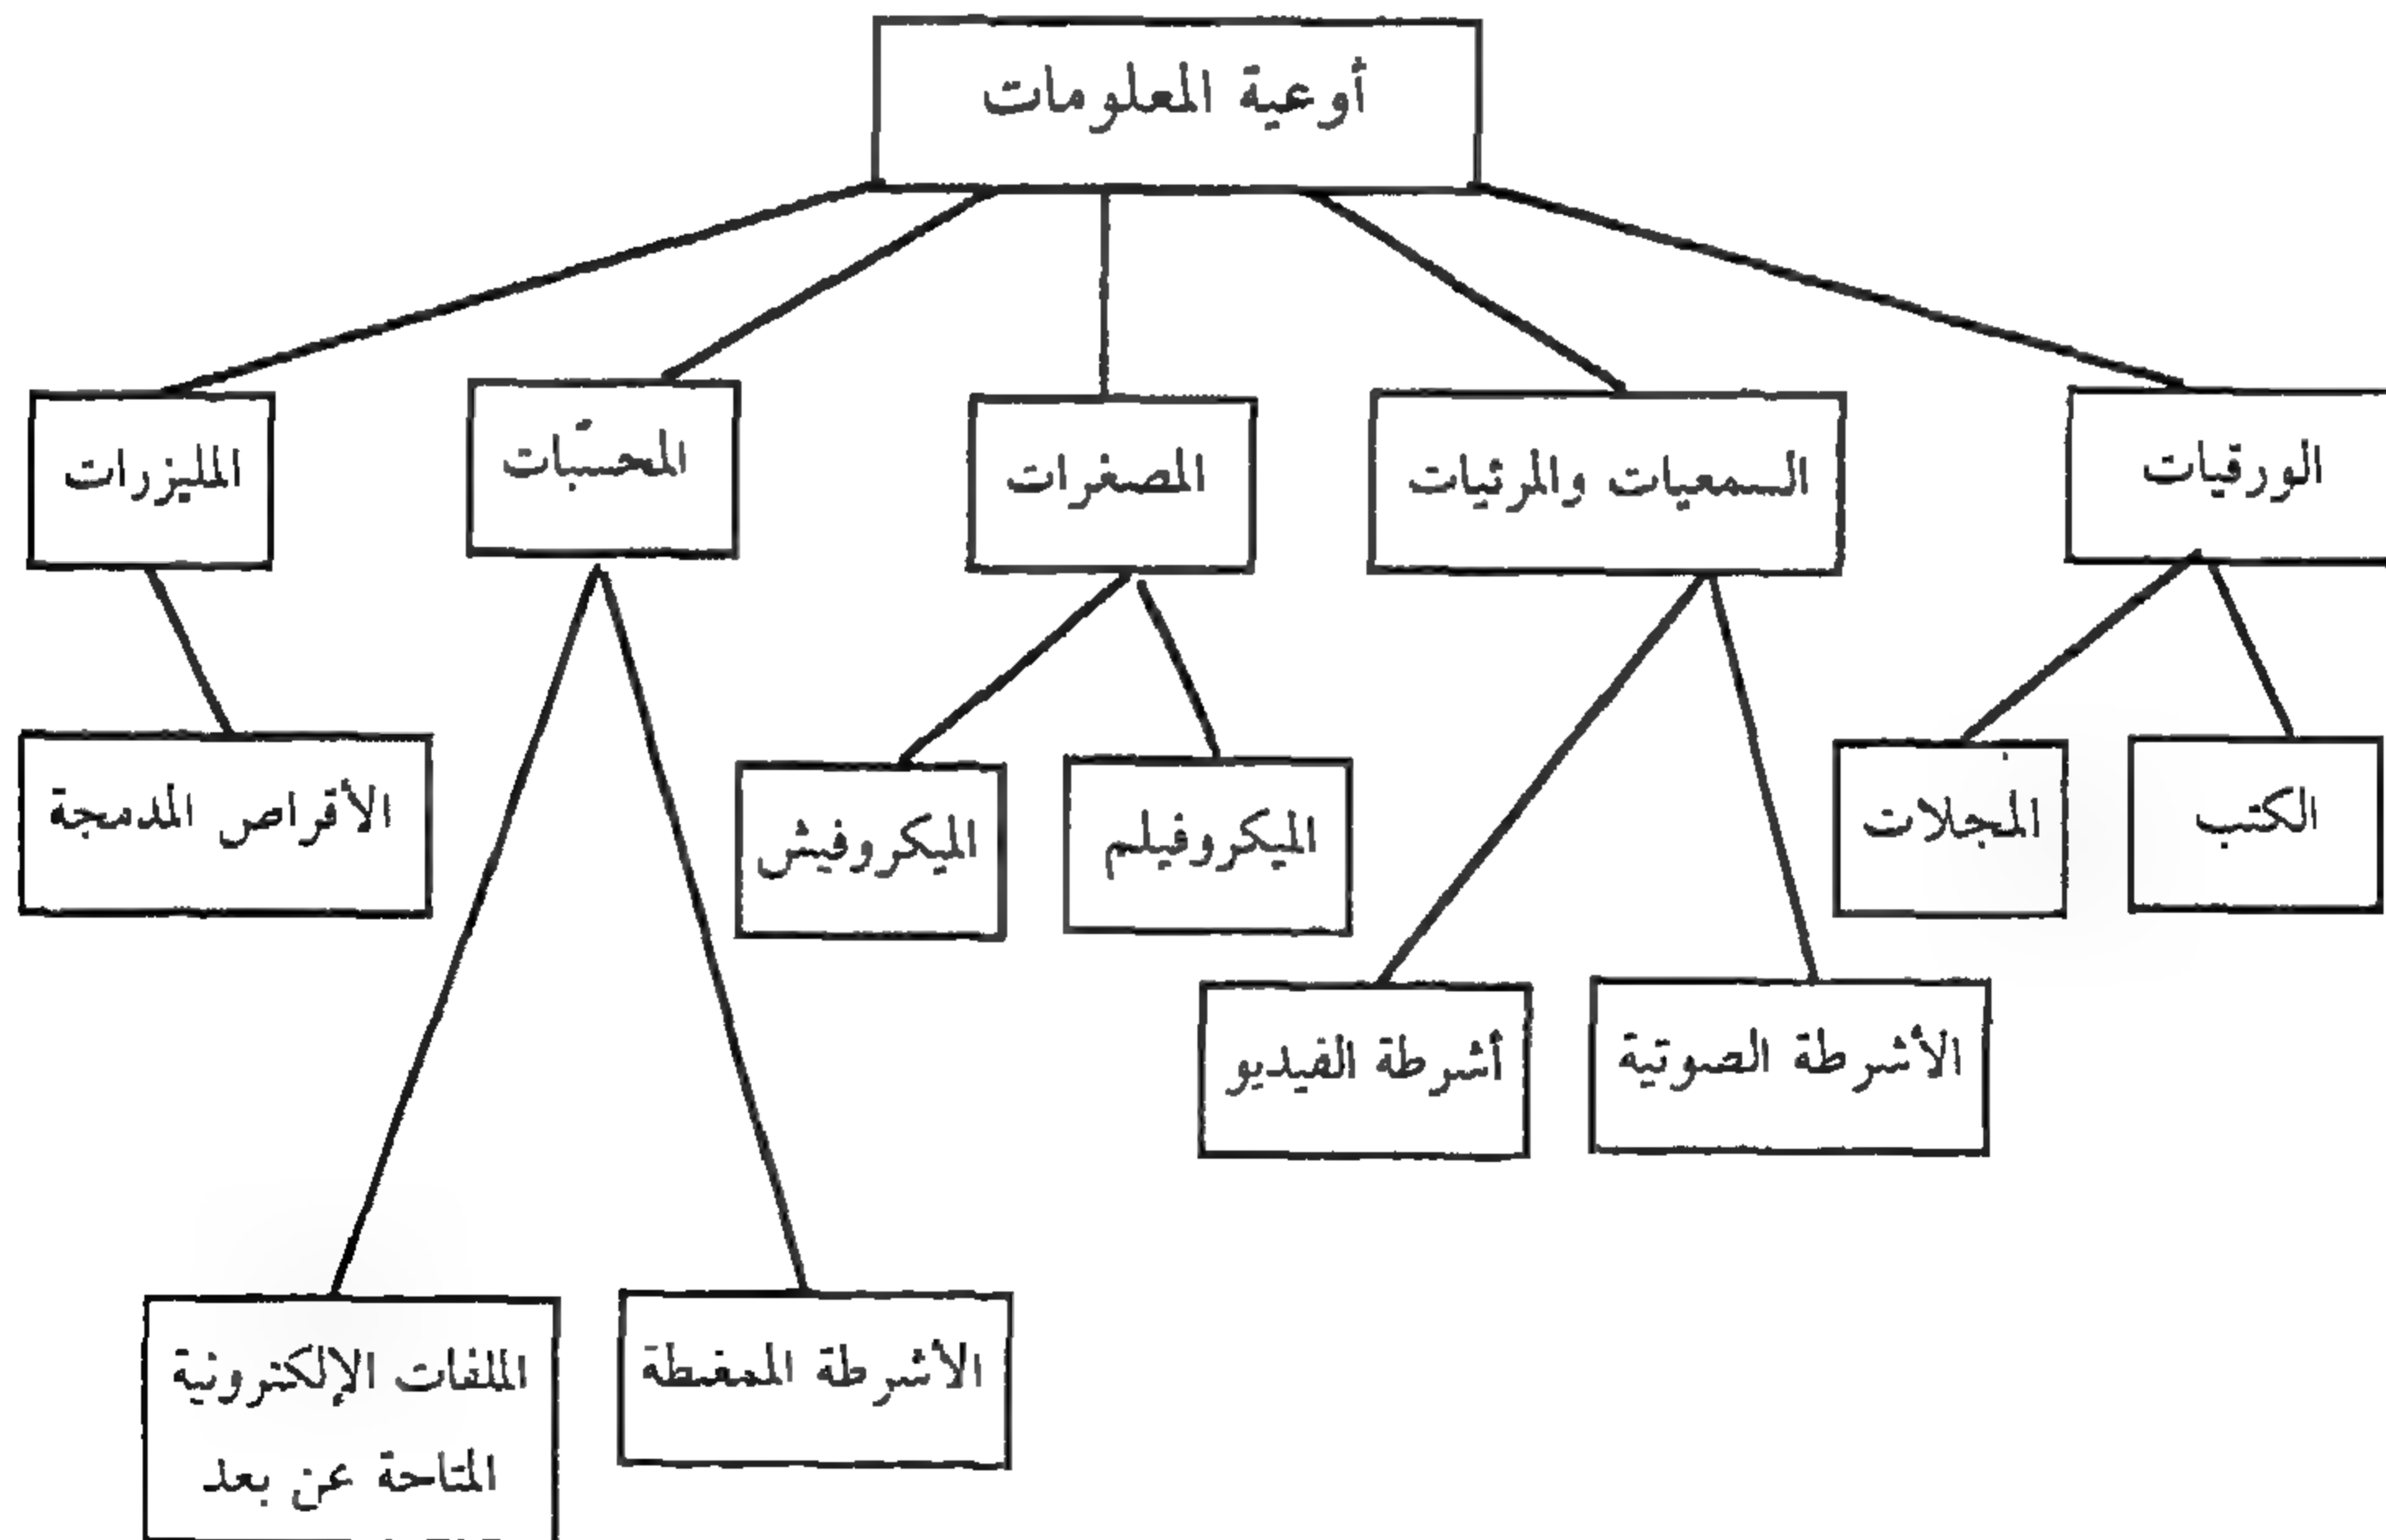 أوعية المعلومات
الورقيات
السمعيات والمرئيات
المصغرات
المحسّبات
المليزرات
الكتب
المجلات
الميكروفيلم
الميكروفيش
الأقراص المدمجة
الأشرطة الصوتية
أشرطة الفيديو
الأشرطة الممغنطة
الملفات الإلكترونية
المتاحة عن بعد